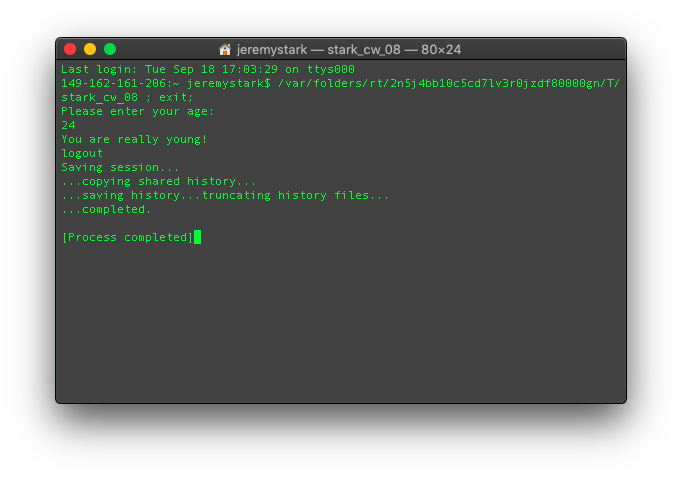 jeremystark — stark_cw_08 — 80×24
Last login: Tue Sep 18 17:03:29 on ttys000
149-162-161-206:~ jeremystark$ /var/folders/rt/2n5j4bb10c5cd7lv3r0jzdf80000gn/T/
stark_cw_08 ; exit;
Please enter your age:
24
You are really young!
logout
Saving session...
...copying shared history...
...saving history...truncating history files...
...completed.
[Process completed]